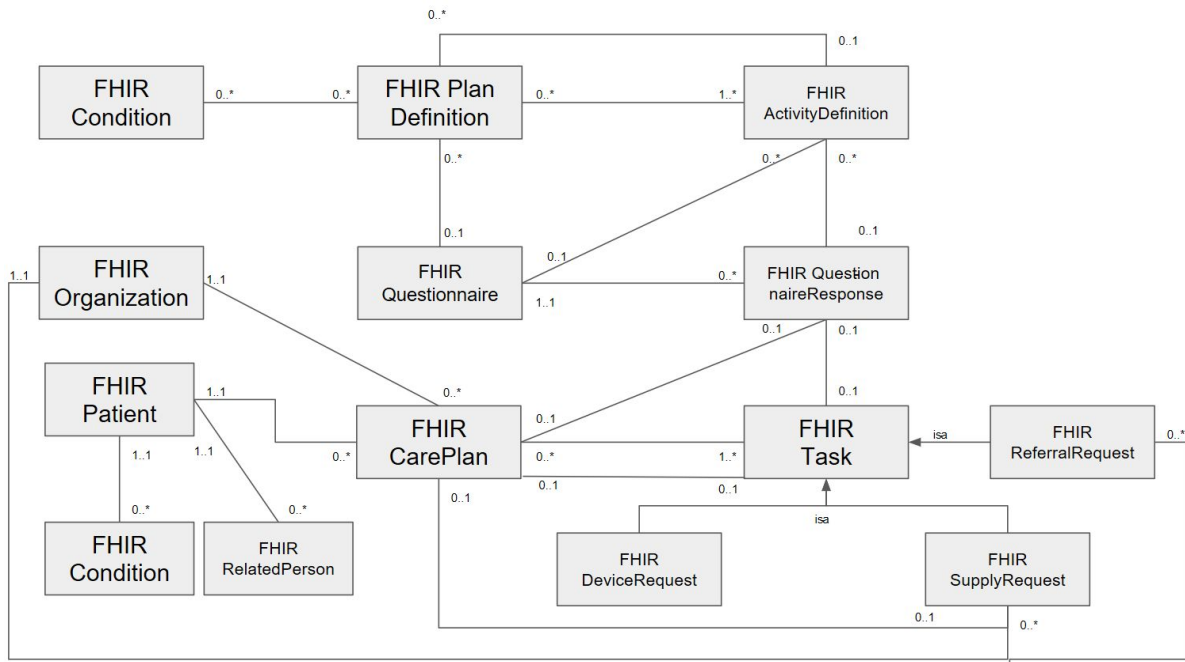 0..*
0..1
FHIR
Condition
0..*
0..*
FHIR Plan
Definition
0..*
1..*
FHIR
ActivityDefinition
0..*
0..*
0..*
0..1
0..1
0..1
1..1
FHIR
Organization
1..1
FHIR
Questionnaire
1..1
0..*
FHIR Question
naireResponse
0..1
0..1
FHIR
Patient
1..1
1..1
1..1
0..*
0..*
FHIR
CarePlan
0..1
0..*
0..1
0..1
0..1
1..*
0..1
FHIR
Task
isa
FHIR
ReferralRequest
0..*
0..*
0..*
FHIR
Condition
FHIR
RelatedPerson
isa
FHIR
DeviceRequest
FHIR
SupplyRequest
0..1
0..*